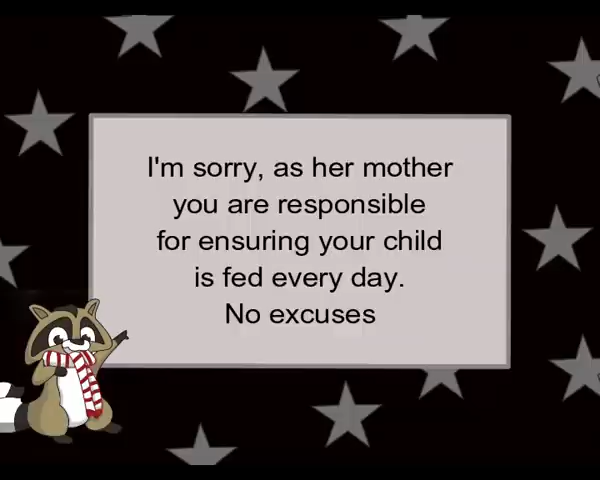 I'm sorry, as her mother
you are responsible
for ensuring your child
is fed every day.
No excuses